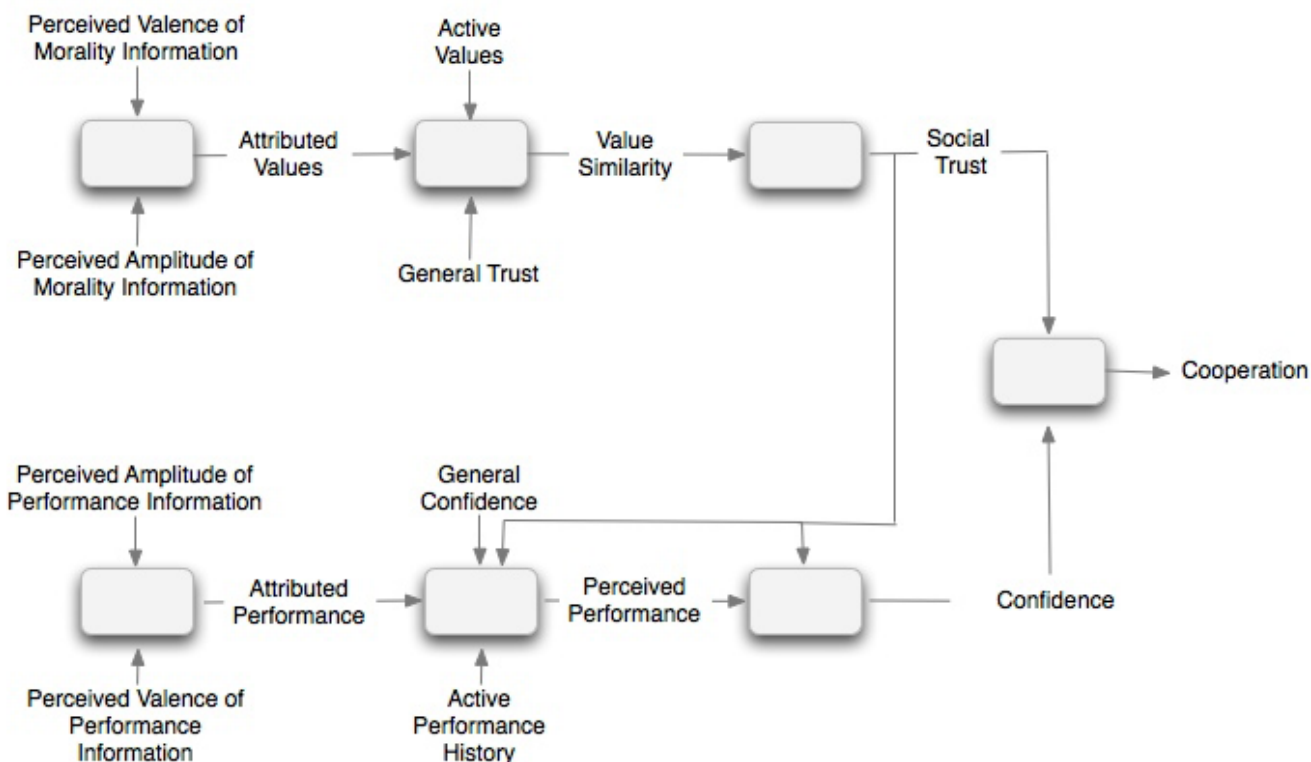 Perceived Valence of
Morality Information
Active
Values
Attributed
Values
Value
Similarity
Social
Trust
Perceived Amplitude of
Morality Information
General Trust
Cooperation
Perceived Amplitude of
Performance Information
General
Confidence
Attributed
Performance
Perceived
Performance
Confidence
Perceived Valence of
Performance
Information
Active
Performance
History